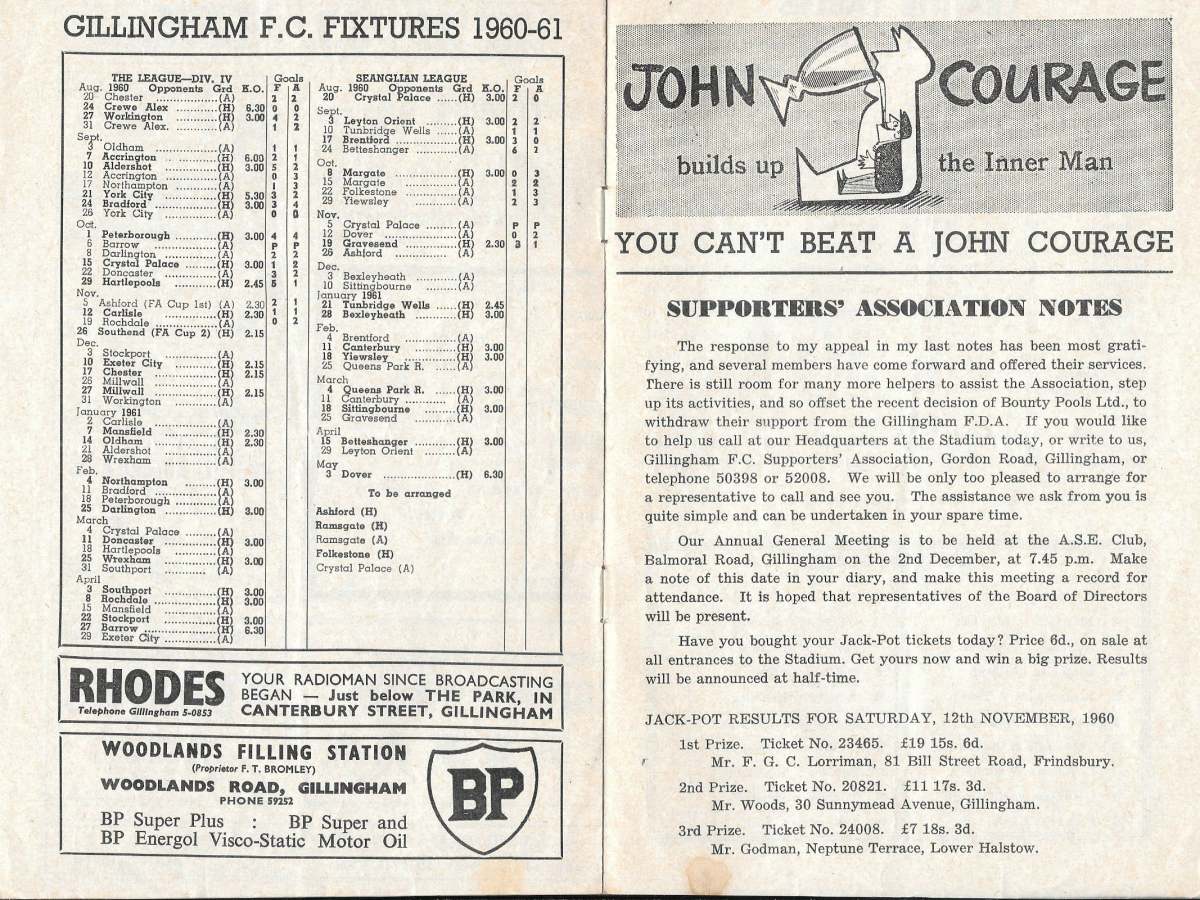 GILLINGHAM F.C. FIXTURES 1960-61
THE LEAGUE—DIV. IV Goals
Aug. 1960 Opponents Grd K.O. F A
20 Chester ................(A) 2 2
24 Crewe Alex ............(H) 6.30 0 0
27 Workington ............(H) 3.00 4 2
31 Crewe Alex. ...........(A) 1 2
Sept.
3 Oldham ................(A) 1 1
7 Accrington .. ..........(H) 6.00 2 1
10 Aldershot ..............(H) 3.00 5 2
12 Accrington .............(A) 0 3
17 Northampton ..........(A) 1 3
21 York City ..............(H) 5.30 3 2
24 Bradford ...............(H) 3.00 3 4
26 York City ..............(A) 0 0
Oct.
1 Peterborough ..........(H) 3.00 4 4
6 Barrow ................(A) P P
8 Darlington .............(A) 2 2
15 Crystal Palace ........(H) 3.00 1 2
22 Doncaster .............(A) 3 2
29 Hartlepools ............(H) 2.45 5 1
Nov.
5 Ashford (FA Cup 1st) (A) 2.30 2 1
12 Carlisle ................(H) 2.30 1 1
19 Rochdale ...............(A) 0 2
26 Southend (FA Cup 2) (H) 2.15
Dec.
3 Stockport .............(A)
10 Exeter City ...........(H) 2.15
17 Chester ...............(H) 2.15
26 Millwall ...............(A)
27 Millwall ...............(H) 2.15
31 Workington ...........(A)
January 1961
2 Carlisle ...............(A)
7 Mansfield .............(H) 2.30
14 Oldham ................(H) 2.30
21 Aldershot .............(A)
28 Wrexham ..............(A)
Feb.
4 Northampton ..........(H) 3.00
11 Bradford ...............(A)
18 Peterborough ..........(A)
25 Darlington .............(H) 3.00
March
4 Crystal Palace .........(A)
11 Doncaster .............(H) 3.00
18 Hartlepools ...........(A)
25 Wrexham ..............(H) 3.00
31 Southport ............(A)
April
3 Southport .............(H) 3.00
8 Rochdale ..............(H) 3.00
15 Mansfield .............(A)
22 Stockport .............(H) 3.00
27 Barrow ................(H) 6.30
29 Exeter City ............(A)
SEANGLIAN LEAGUE Goals
Aug. 1960 Opponents Grd K.O. F A
20 Crystal Palace ......(H) 3.00 2 0
Sept.
3 Leyton Orient ........(H) 3.00 2 2
10 Tunbridge Wells .....(A) 1 1
17 Brentford .............(H) 3.00 3 0
24 Betteshanger .........(A) 6 2
Oct.
8 Margate ..............(H) 3.00 0 3
15 Margate ..............(A) 2 2
22 Folkestone ............(A) 1 3
29 Yiewsley ..............(A) 2 3
Nov.
5 Crystal Palace ........(A) P P
12 Dover ................(A) 0 2
19 Gravesend ............(H) 2.30 3 1
26 Ashford ..............(A)
Dec.
3 Bexleyheath ..........(A)
10 Sittingbourne .........(A)
January 1961
21 Tunbridge Wells .....(H) 2.45
28 Bexleyheath ..........(H) 3.00
Feb.
4 Brentford .............(A)
11 Canterbury ...........(H) 3.00
18 Yiewsley ..............(H) 3.00
25 Queens Park R. ......(A)
March
4 Queens Park R. ......(H) 3.00
11 Canterbury ..........(A)
18 Sittingbourne .........(H) 3.00
25 Gravesend ............(A)
April
15 Betteshanger .........(H) 3.00
29 Leyton Orient ........(A)
May
3 Dover ................(H) 6.30
To be arranged
Ashford (H)
Ramsgate (H)
Ramsgate (A)
Folkestone (H)
Crystal Palace (A)
RHODES
Telephone Gillingham 5-0853
YOUR RADIOMAN SINCE BROADCASTING
BEGAN — Just below THE PARK, IN
CANTERBURY STREET, GILLINGHAM
WOODLANDS FILLING STATION
(Proprietor F. T. BROMLEY)
WOODLANDS ROAD, GILLINGHAM
PHONE 59252
BP Super Plus : BP Super and
BP Energol Visco-Static Motor Oil
BP
JOHN COURAGE
builds up the Inner Man
YOU CAN'T BEAT A JOHN COURAGE
SUPPORTERS' ASSOCIATION NOTES
The response to my appeal in my last notes has been most grati-
fying, and several members have come forward and offered their services.
There is still room for many more helpers to assist the Association, step
up its activities, and so offset the recent decision of Bounty Pools Ltd., to
withdraw their support from the Gillingham F.D.A. If you would like
to help us call at our Headquarters at the Stadium today, or write to us,
Gillingham F.C. Supporters' Association, Gordon Road, Gillingham, or
telephone 50398 or 52008. We will be only too pleased to arrange for
a representative to call and see you. The assistance we ask from you is
quite simple and can be undertaken in your spare time.
Our Annual General Meeting is to be held at the A.S.E. Club,
Balmoral Road, Gillingham on the 2nd December, at 7.45 p.m. Make
a note of this date in your diary, and make this meeting a record for
attendance. It is hoped that representatives of the Board of Directors
will be present.
Have you bought your Jack-Pot tickets today? Price 6d., on sale at
all entrances to the Stadium. Get yours now and win a big prize. Results
will be announced at half-time.
JACK-POT RESULTS FOR SATURDAY, 12th NOVEMBER, 1960
1st Prize. Ticket No. 23465. £19 15s. 6d.
Mr. F. G. C. Lorriman, 81 Bill Street Road, Frindsbury.
2nd Prize. Ticket No. 20821. £11 17s. 3d.
Mr. Woods, 30 Sunnymead Avenue, Gillingham.
3rd Prize. Ticket No. 24008. £7 18s. 3d.
Mr. Godman, Neptune Terrace, Lower Halstow.